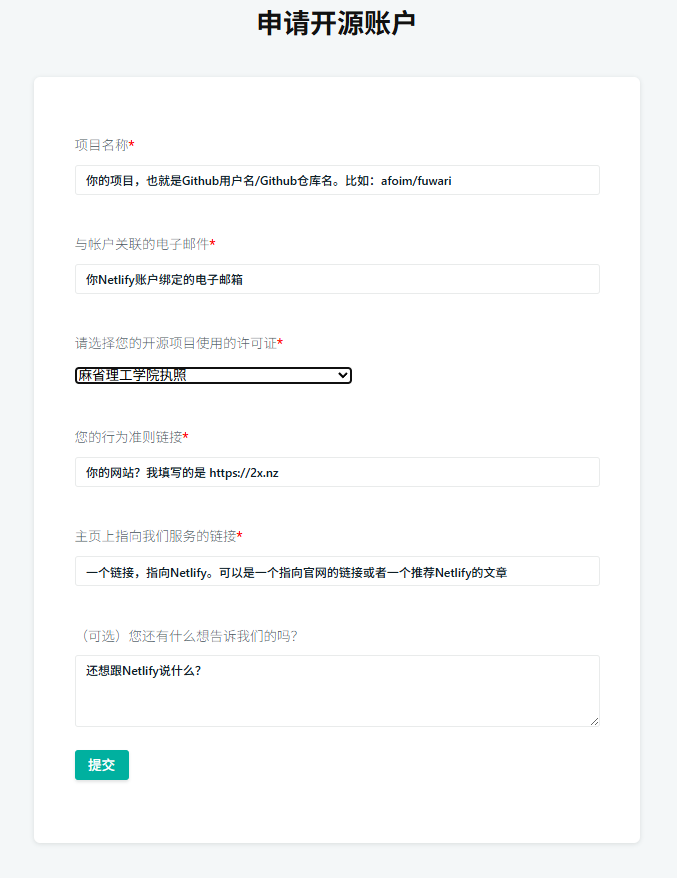 申请开源账户
项目名称*
你的项目，也就是Github用户名/Github仓库名。比如：afoim/fuwari
与帐户关联的电子邮件*
你Netlify账户绑定的电子邮箱
请选择您的开源项目使用的许可证*
麻省理工学院执照
您的行为准则链接*
你的网站？我填写的是 https://2x.nz
主页上指向我们服务的链接*
一个链接，指向Netlify。可以是一个指向官网的链接或者一个推荐Netlify的文章
（可选）您还有什么想告诉我们的吗？
还想跟Netlify说什么？
提交